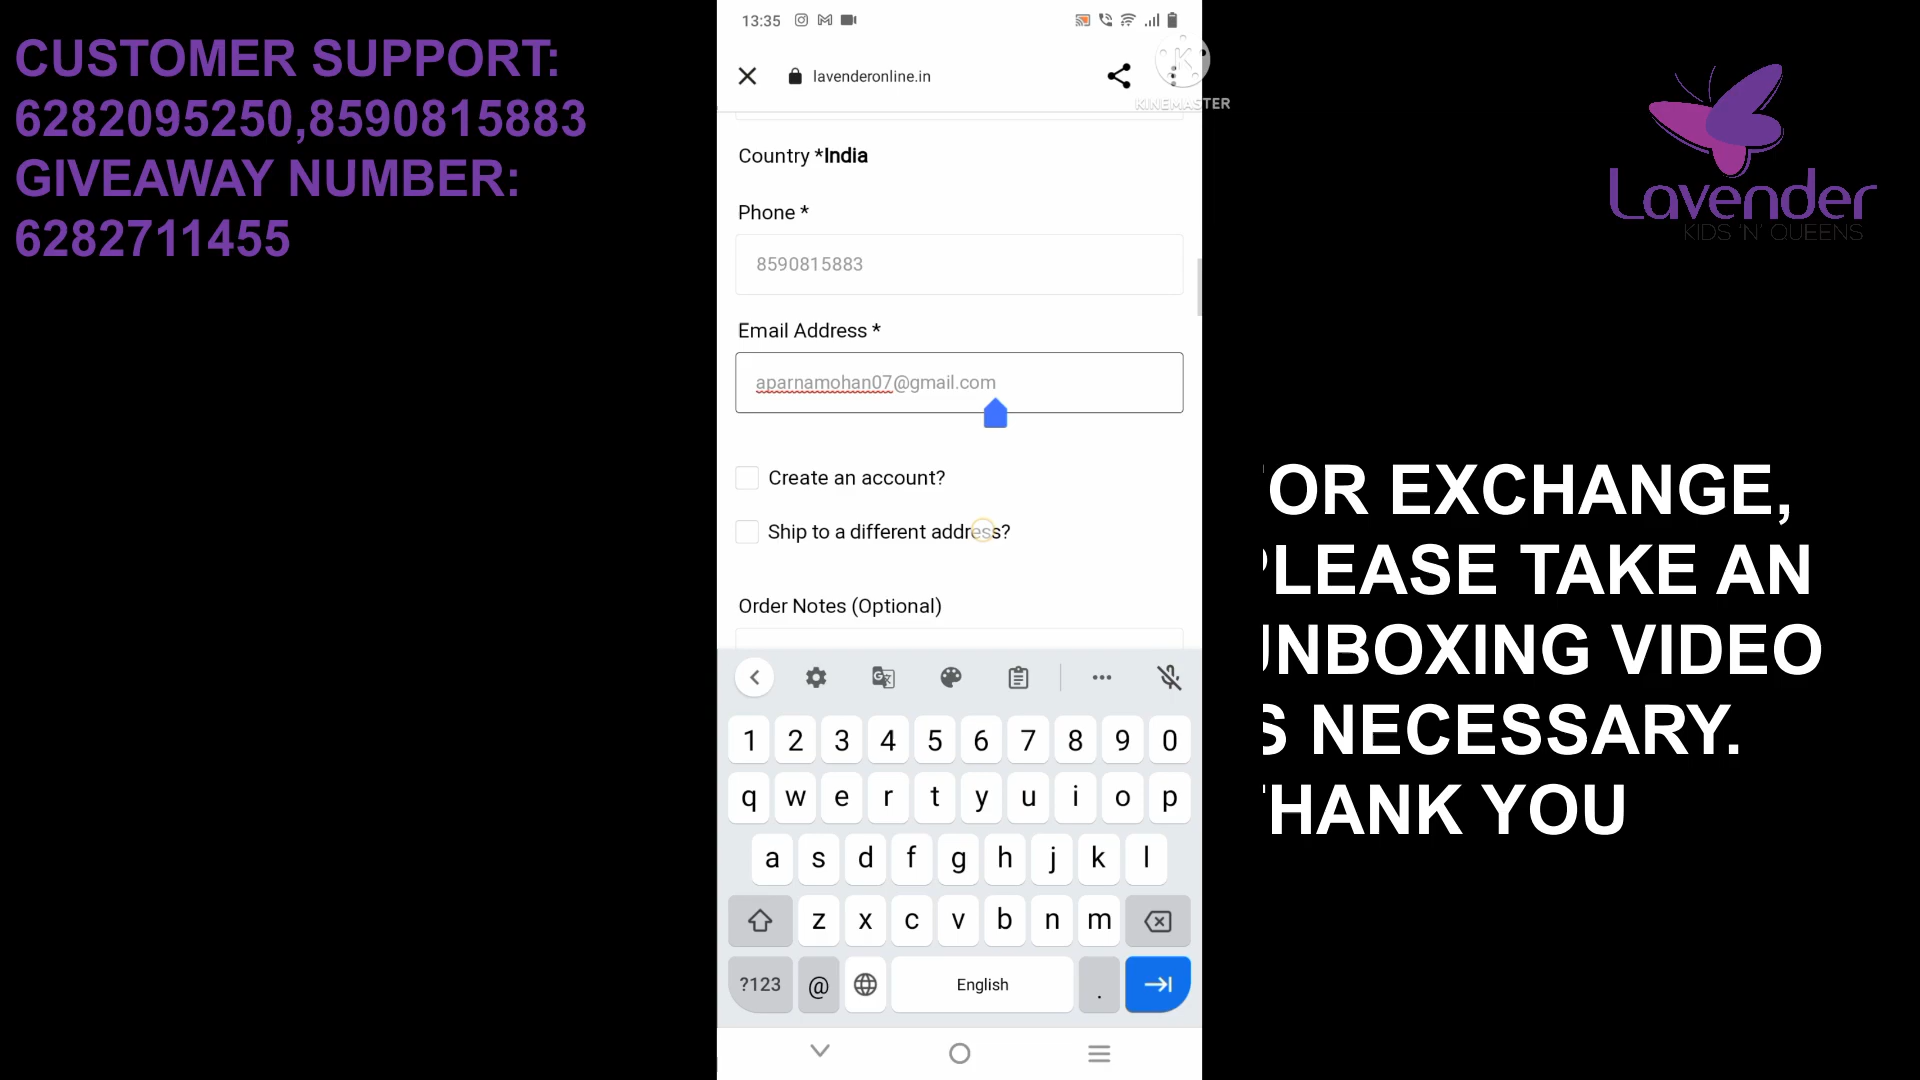 CUSTOMER SUPPORT:
6282095250,8590815883
GIVEAWAY NUMBER:
6282711455
13:35
lavenderonline.in
KINEMASTER
Country *India
Phone *
8590815883
Email Address *
aparnamohan07@gmail.com
Create an account?
Ship to a different address?
Order Notes (Optional)
1 2 3 4 5 6 7 8 9 0
q w e r t y u i o p
a s d f g h j k l
z x c v b n m
?123 @ English .
Lavender
KIDS 'N' QUEENS
OR EXCHANGE,
LEASE TAKE AN
NBOXING VIDEO
S NECESSARY.
HANK YOU